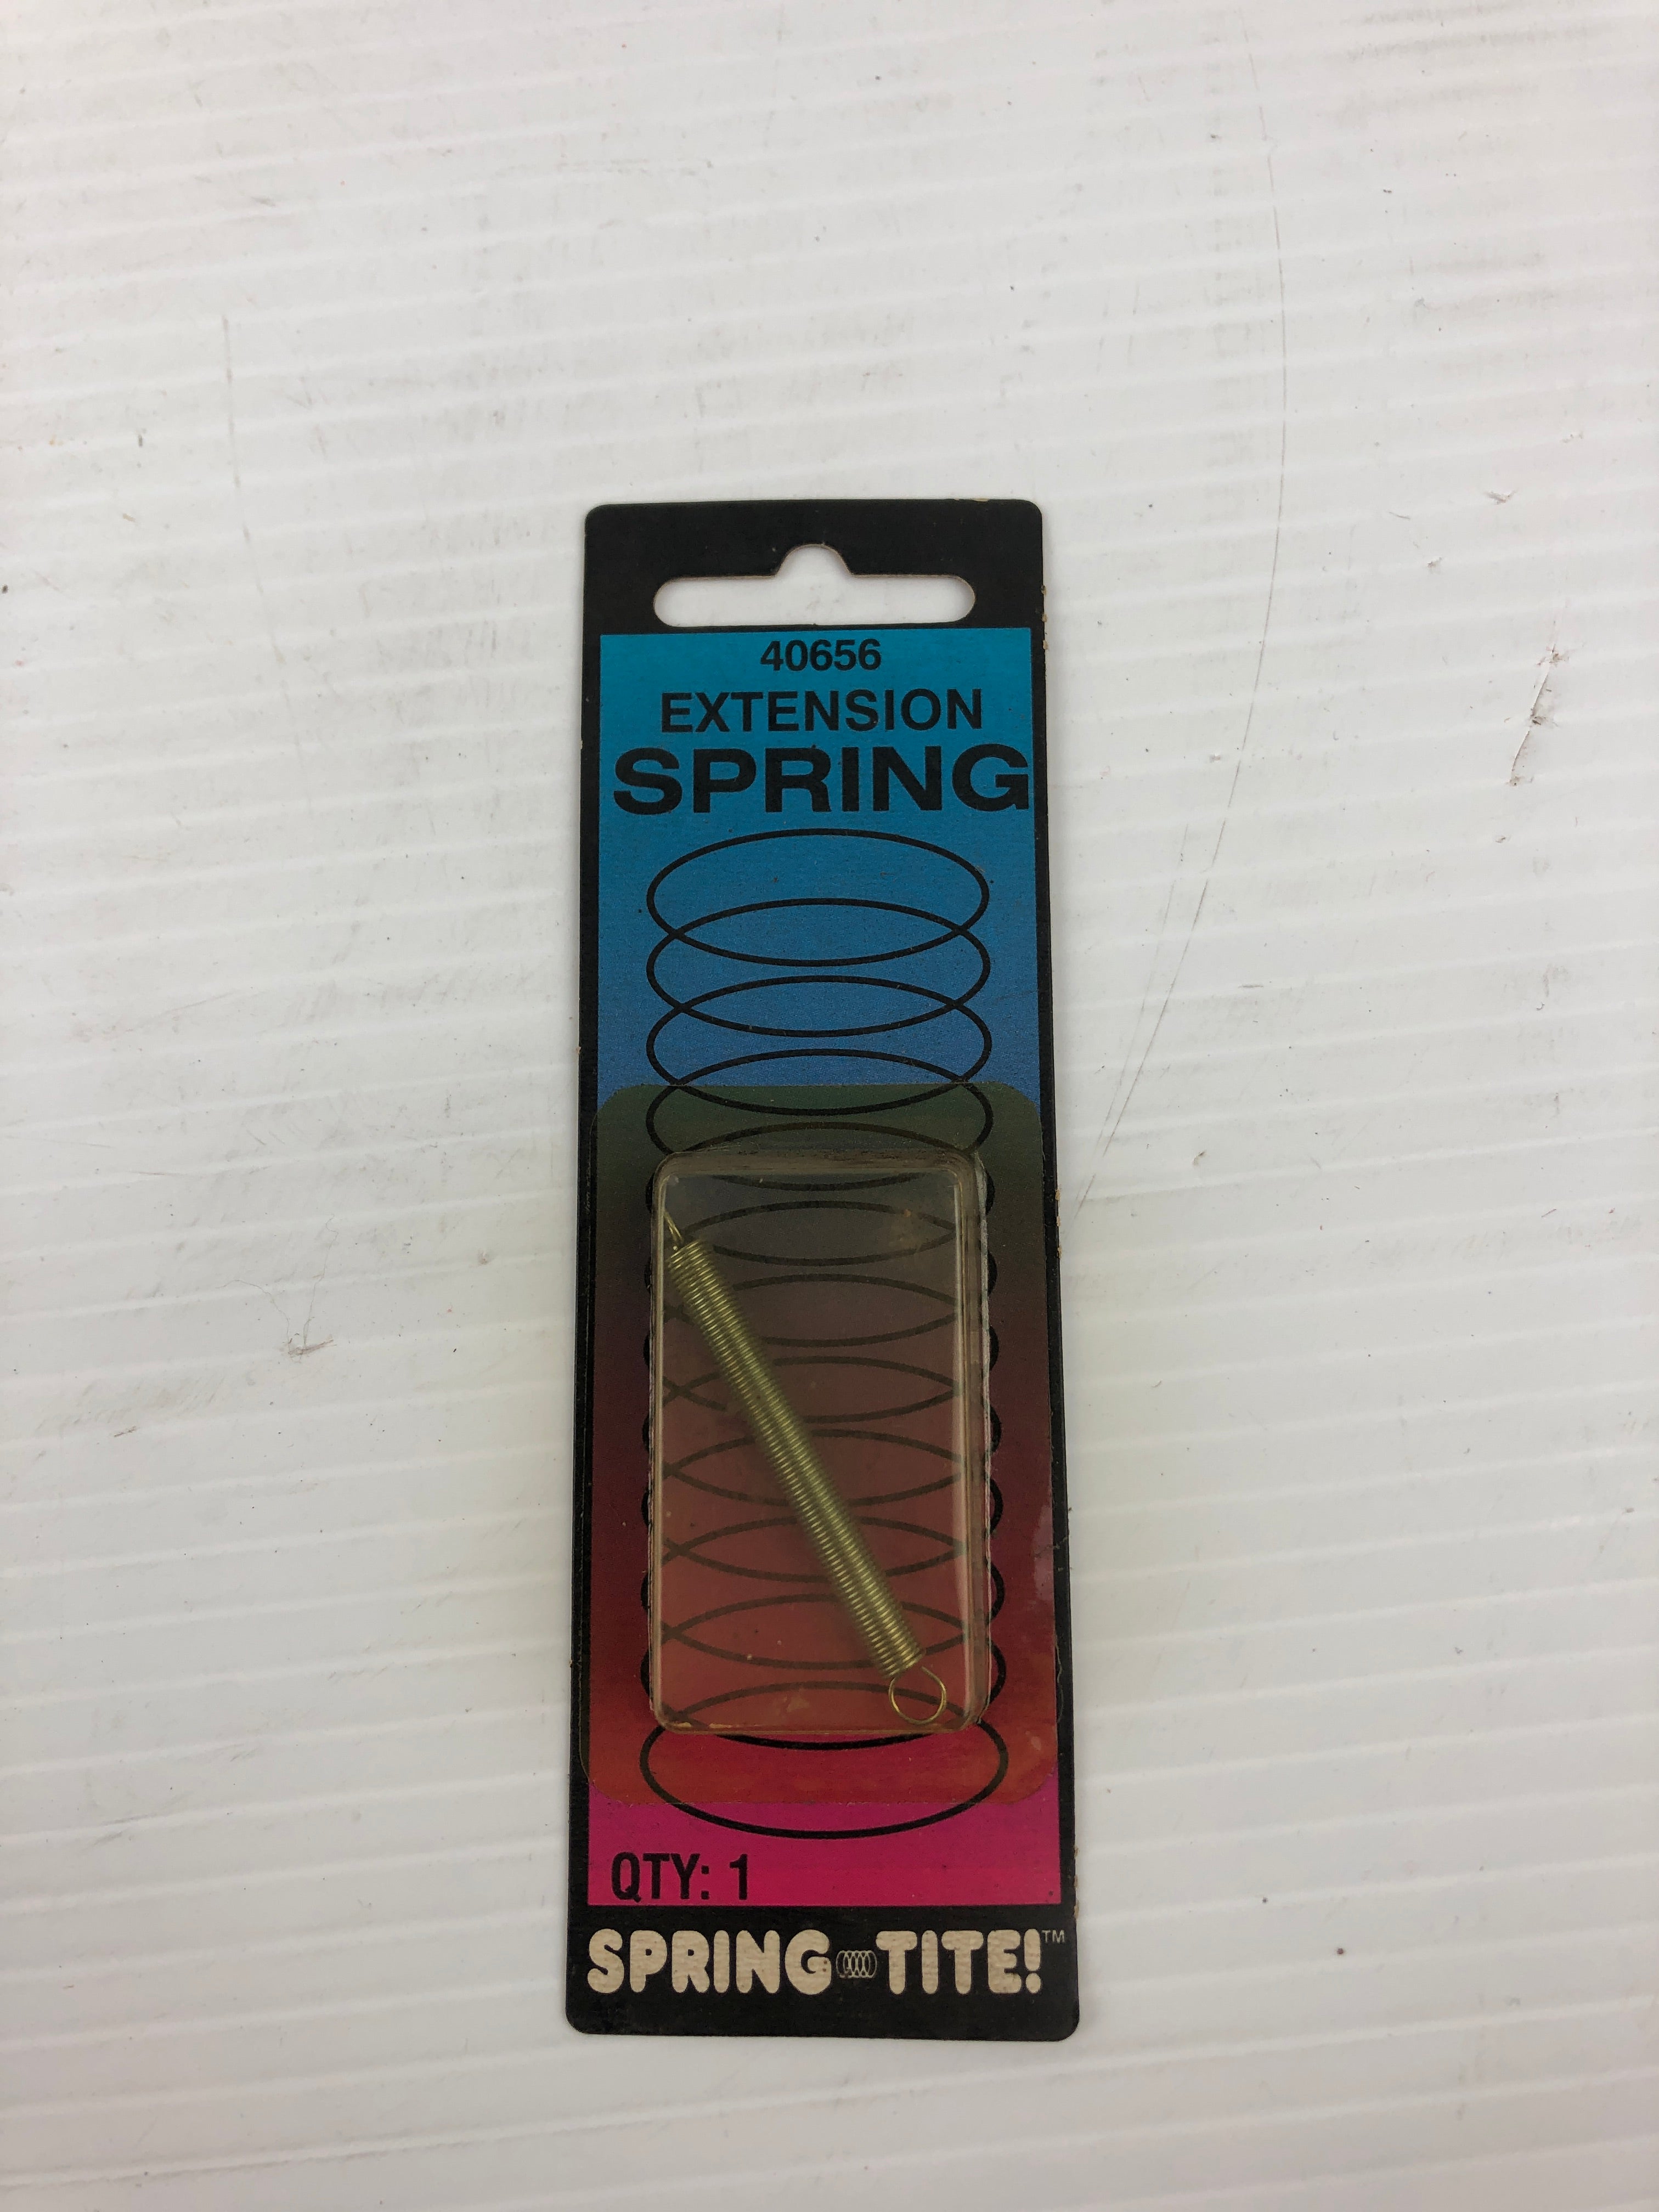 40656
EXTENSION
SPRING
QTY: 1
SPRING TITE!™